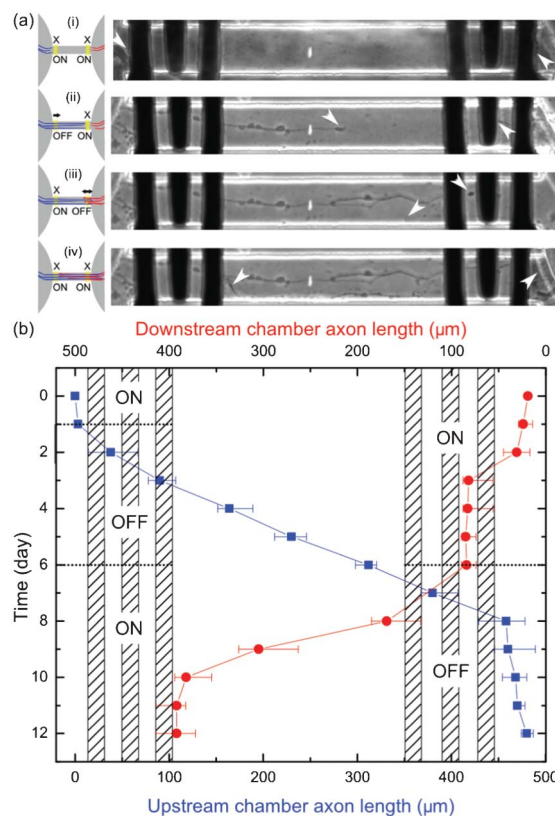 (a)
(i)
X X
ON ON
(ii)
X
OFF ON
(iii)
X
ON OFF
(iv)
X X
ON ON
(b)
Downstream chamber axon length (µm)
500 400 300 200 100 0
0
ON
ON
2
4
OFF
6
Time (day)
8
ON
OFF
10
12
0 100 200 300 400 500
Upstream chamber axon length (µm)